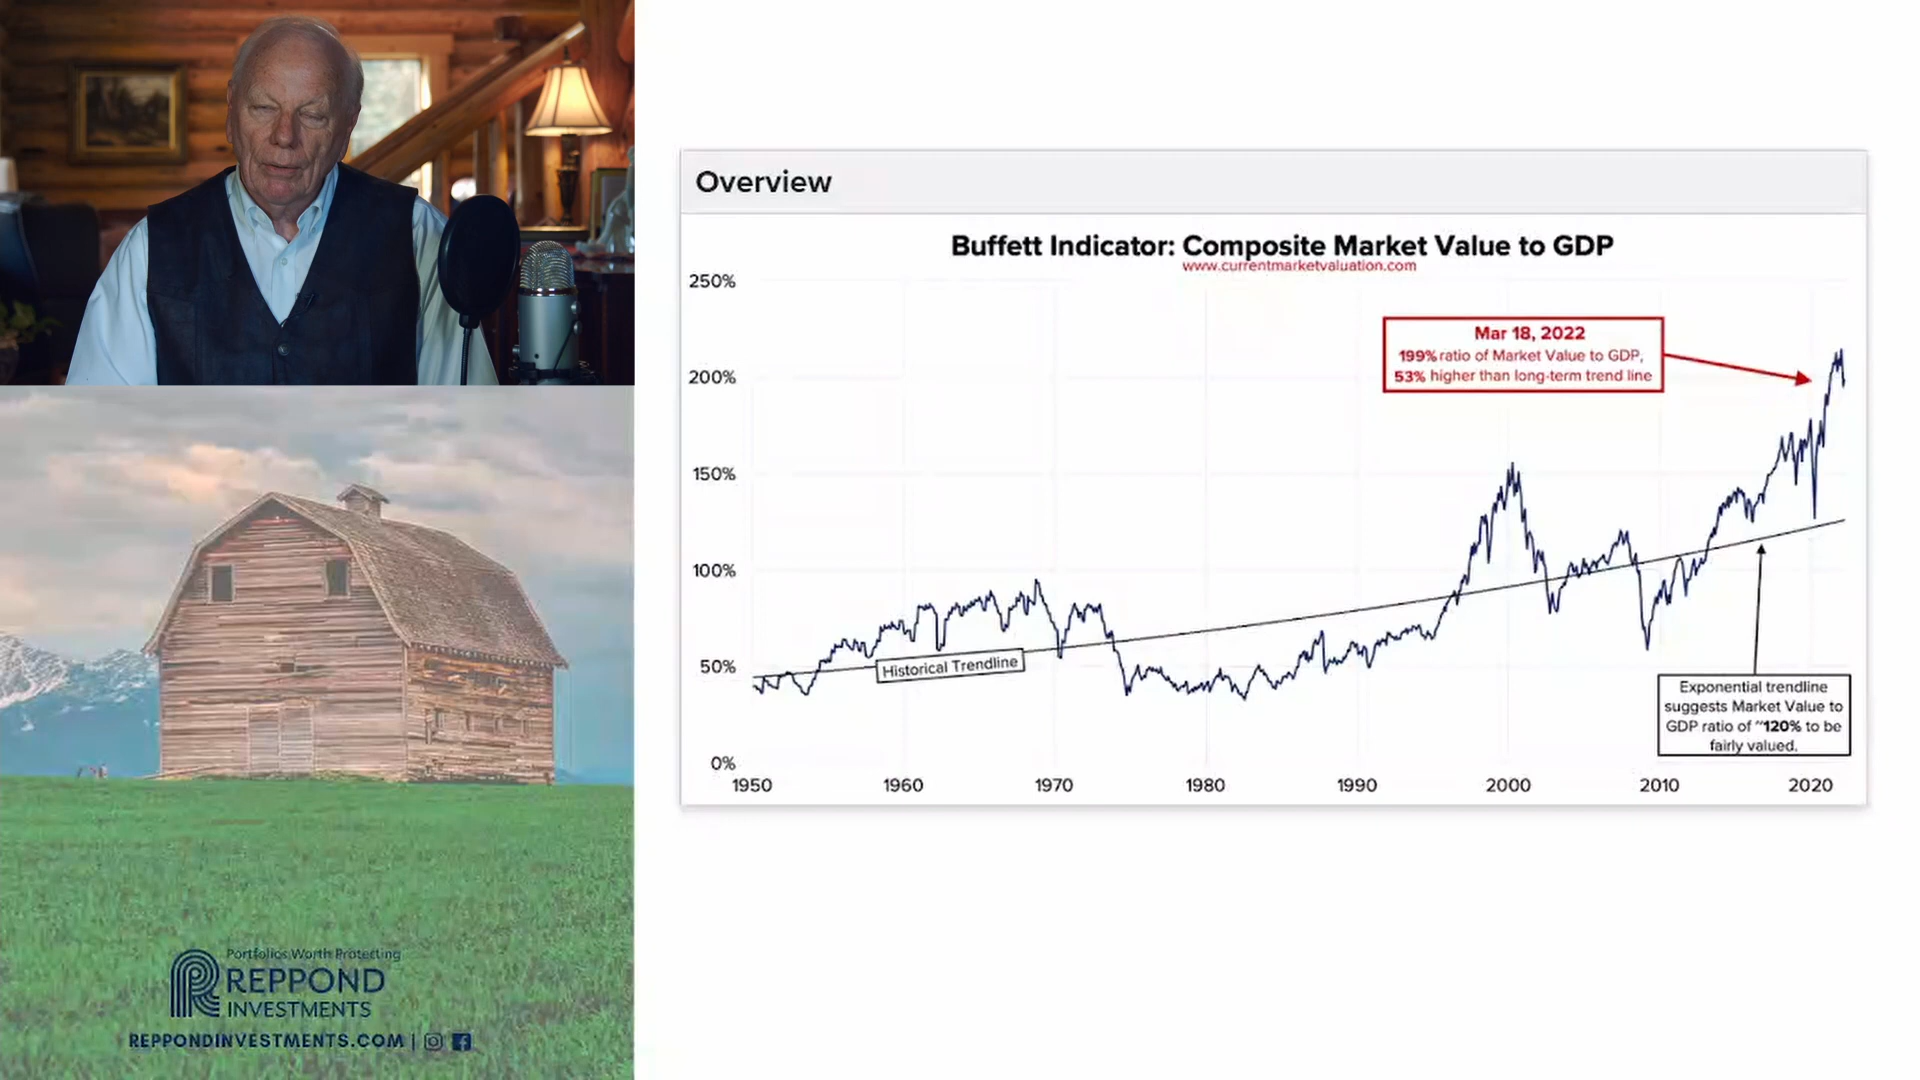 Portfolios Worth Protecting
REPPOND
INVESTMENTS
REPPONDINVESTMENTS.COM |
Overview
Buffett Indicator: Composite Market Value to GDP
www.currentmarketvaluation.com
250%
200%
150%
100%
50%
0%
Mar 18, 2022
199% ratio of Market Value to GDP,
53% higher than long-term trend line
Historical Trendline
Exponential trendline
suggests Market Value to
GDP ratio of ~120% to be
fairly valued.
1950 1960 1970 1980 1990 2000 2010 2020